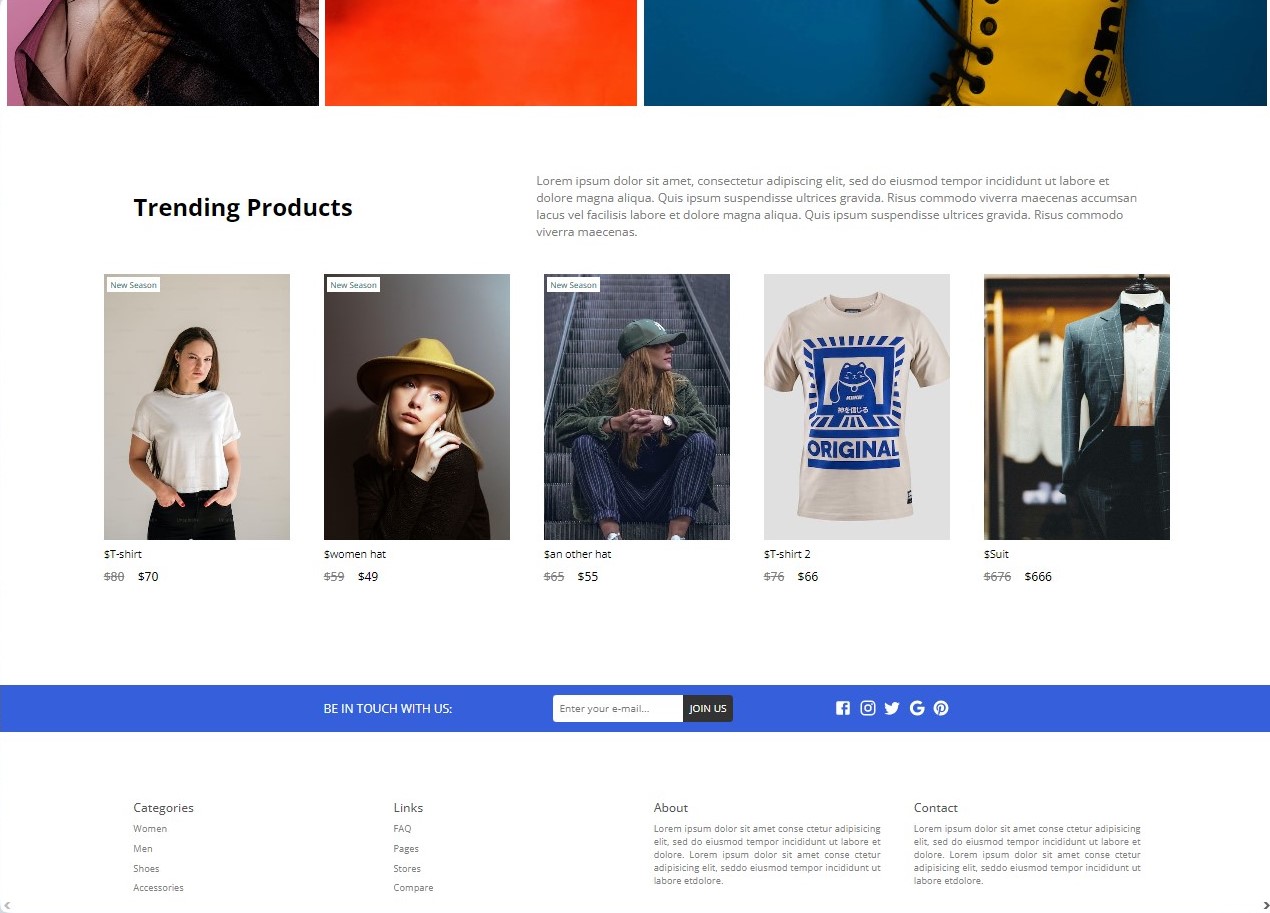 Trending Products
Lorem ipsum dolor sit amet, consectetur adipiscing elit, sed do eiusmod tempor incididunt ut labore et
dolore magna aliqua. Quis ipsum suspendisse ultrices gravida. Risus commodo viverra maecenas accumsan
lacus vel facilisis labore et dolore magna aliqua. Quis ipsum suspendisse ultrices gravida. Risus commodo
viverra maecenas.
New Season
New Season
New Season
神を信じる
ORIGINAL
$T-shirt
$80 $70
$women hat
$59 $49
$an other hat
$65 $55
$T-shirt 2
$76 $66
$Suit
$676 $666
BE IN TOUCH WITH US:
Enter your e-mail...
JOIN US
Categories
Women
Men
Shoes
Accessories
Links
FAQ
Pages
Stores
Compare
About
Lorem ipsum dolor sit amet conse ctetur adipisicing
elit, sed do eiusmod tempor incididunt ut labore et
dolore. Lorem ipsum dolor sit amet conse ctetur
adipisicing elit, seddo eiusmod tempor incididunt ut
labore etdolore.
Contact
Lorem ipsum dolor sit amet conse ctetur adipisicing
elit, sed do eiusmod tempor incididunt ut labore et
dolore. Lorem ipsum dolor sit amet conse ctetur
adipisicing elit, seddo eiusmod tempor incididunt ut
labore etdolore.